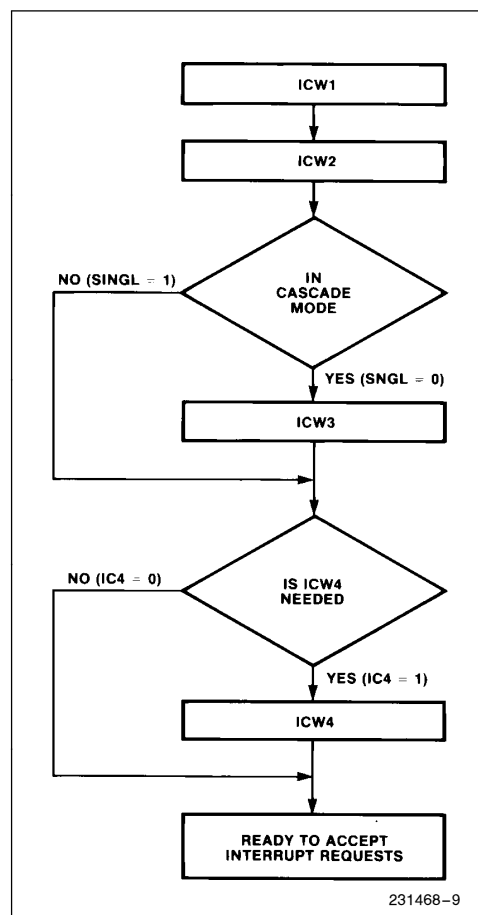 ICW1
ICW2
IN
CASCADE
MODE
NO (SINGL = 1)
YES (SNGL = 0)
ICW3
IS ICW4
NEEDED
NO (IC4 = 0)
YES (IC4 = 1)
ICW4
READY TO ACCEPT
INTERRUPT REQUESTS
231468–9